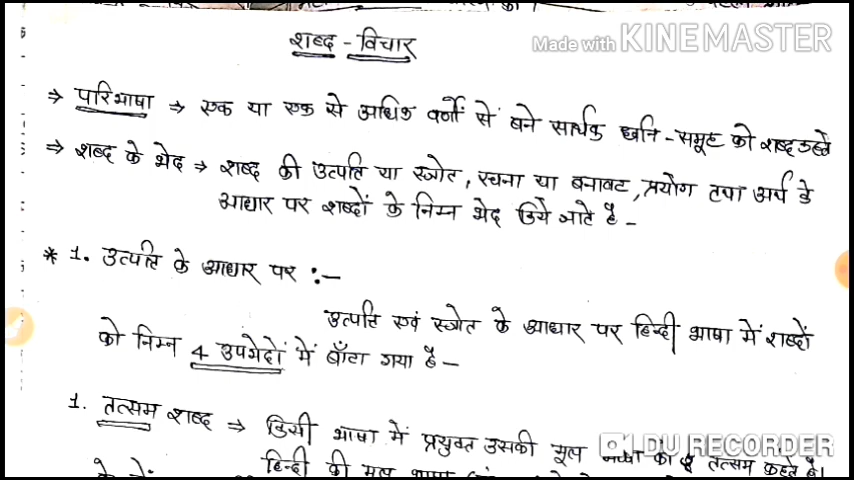 Made with KINEMASTER
शब्द - विचार
⇒ परिभाषा ⇒ एक या एक से अधिक वर्णों से बने सार्थक ध्वनि - समूह को शब्द कहते
⇒ शब्द के भेद ⇒ शब्द की उत्पत्ति या स्त्रोत, रचना या बनावट, प्रयोग तथा अर्थ के
आधार पर शब्दों के निम्न भेद किये जाते है -
* 1. उत्पत्ति के आधार पर :-
उत्पत्ति एवं स्त्रोत के आधार पर हिन्दी भाषा में शब्दों
को निम्न 4 उपभेदों में बाँटा गया है -
1. तत्सम शब्द ⇒ किसी भाषा में प्रयुक्त उसकी मूल को तत्सम कहते है।
DU RECORDER
हिन्दी की मूल